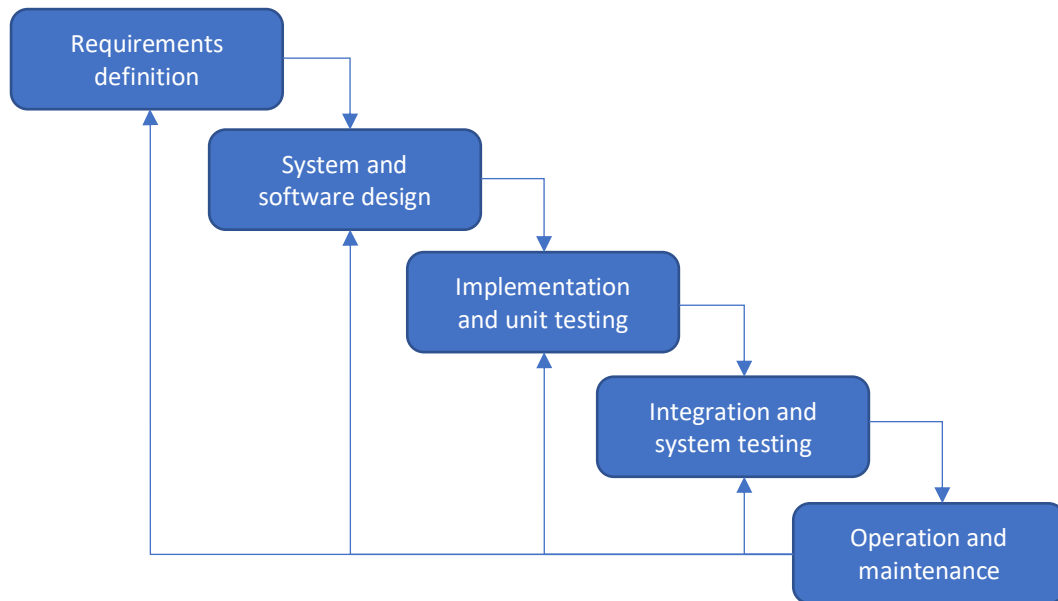 Requirements
definition
System and
software design
Implementation
and unit testing
Integration and
system testing
Operation and
maintenance